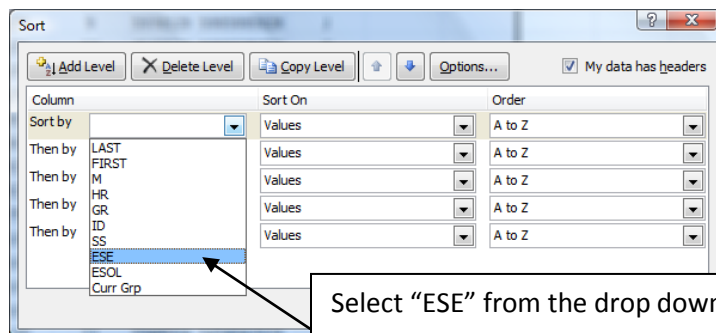 Sort
Add Level Delete Level Copy Level Options... My data has headers
Column Sort On Order
Sort by Values A to Z
Then by Values A to Z
Then by Values A to Z
Then by Values A to Z
Then by Values A to Z
LAST
FIRST
M
HR
GR
ID
SS
ESE
ESOL
Curr Grp
Select “ESE” from the drop down